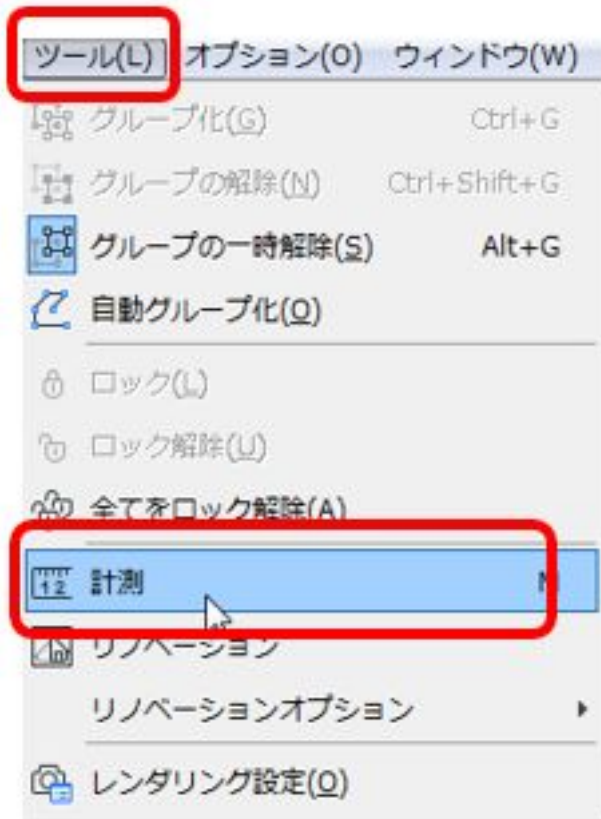 ツール(L) オプション(O) ウィンドウ(W)
グループ化(G) Ctrl+G
グループの解除(N) Ctrl+Shift+G
グループの一時解除(S) Alt+G
自動グループ化(O)
ロック(L)
ロック解除(U)
全てをロック解除(A)
12 計測 M
リノベーション
リノベーションオプション
レンダリング設定(O)